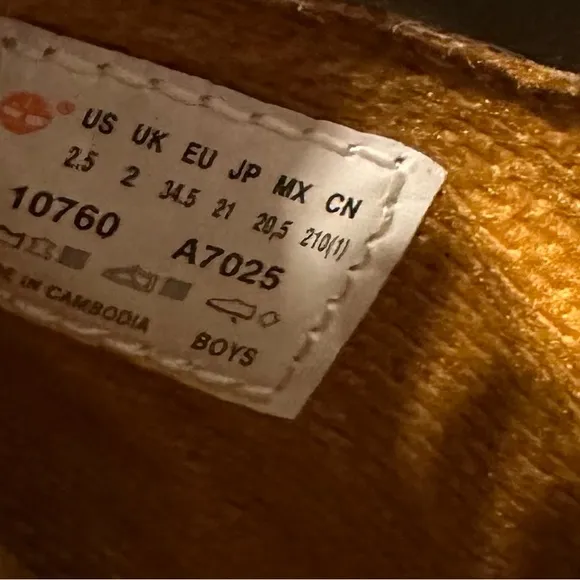 US UK EU JP MX CN
2.5 2 34.5 21 20,5 210(1)
10760 A7025
DE IN CAMBODIA BOYS